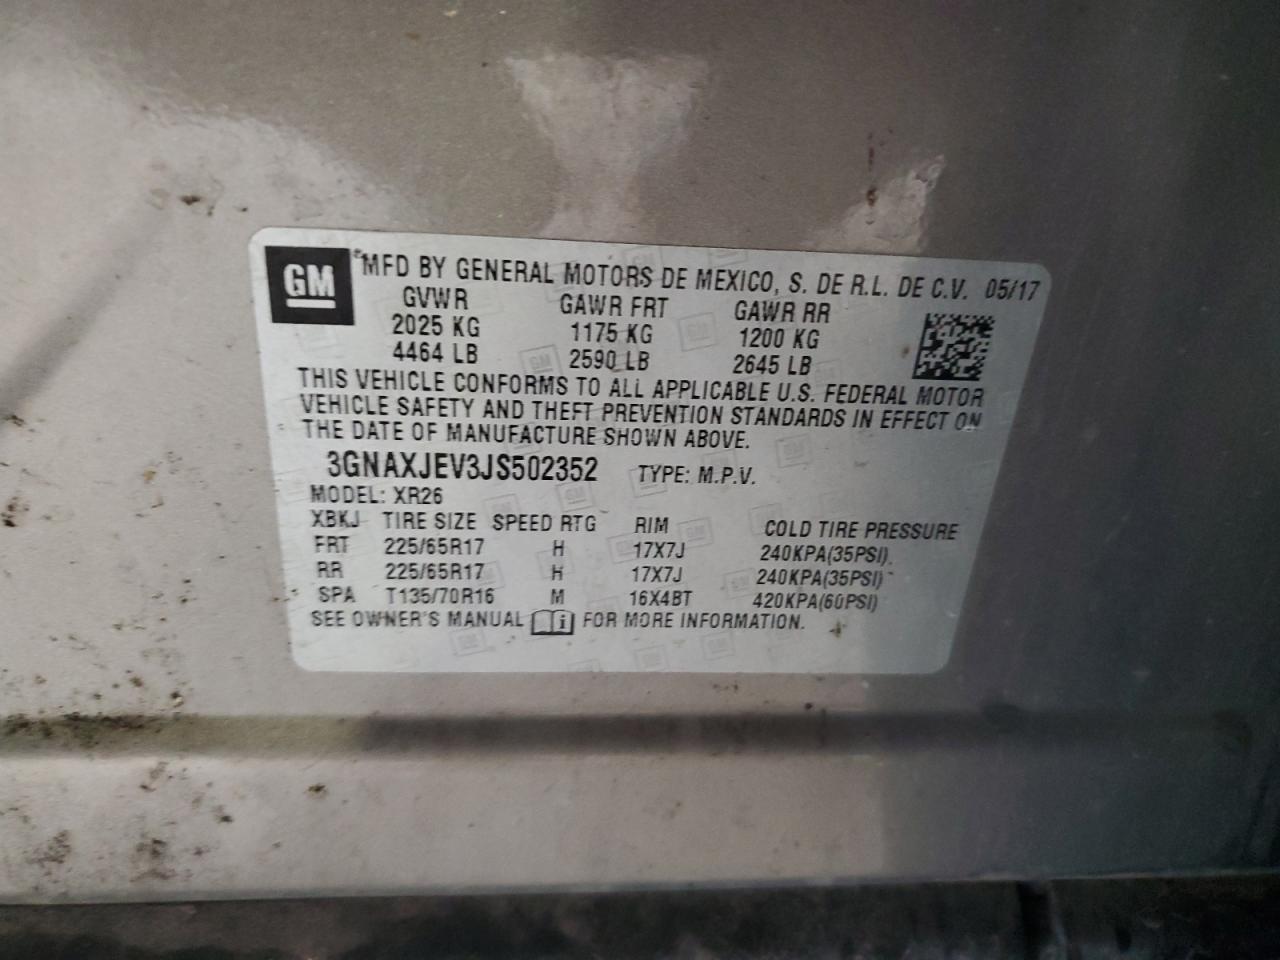 GM
MFD BY GENERAL MOTORS DE MEXICO, S. DE R.L. DE C.V. 05/17
GVWR GAWR FRT GAWR RR
2025 KG 1175 KG 1200 KG
4464 LB 2590 LB 2645 LB
THIS VEHICLE CONFORMS TO ALL APPLICABLE U.S. FEDERAL MOTOR
VEHICLE SAFETY AND THEFT PREVENTION STANDARDS IN EFFECT ON
THE DATE OF MANUFACTURE SHOWN ABOVE.
3GNAXJEV3JS502352 TYPE: M.P.V.
MODEL: XR26
XBKJ TIRE SIZE SPEED RTG RIM COLD TIRE PRESSURE
FRT 225/65R17 H 17X7J 240KPA(35PSI)
RR 225/65R17 H 17X7J 240KPA(35PSI)
SPA T135/70R16 M 16X4BT 420KPA(60PSI)
SEE OWNER'S MANUAL i FOR MORE INFORMATION.